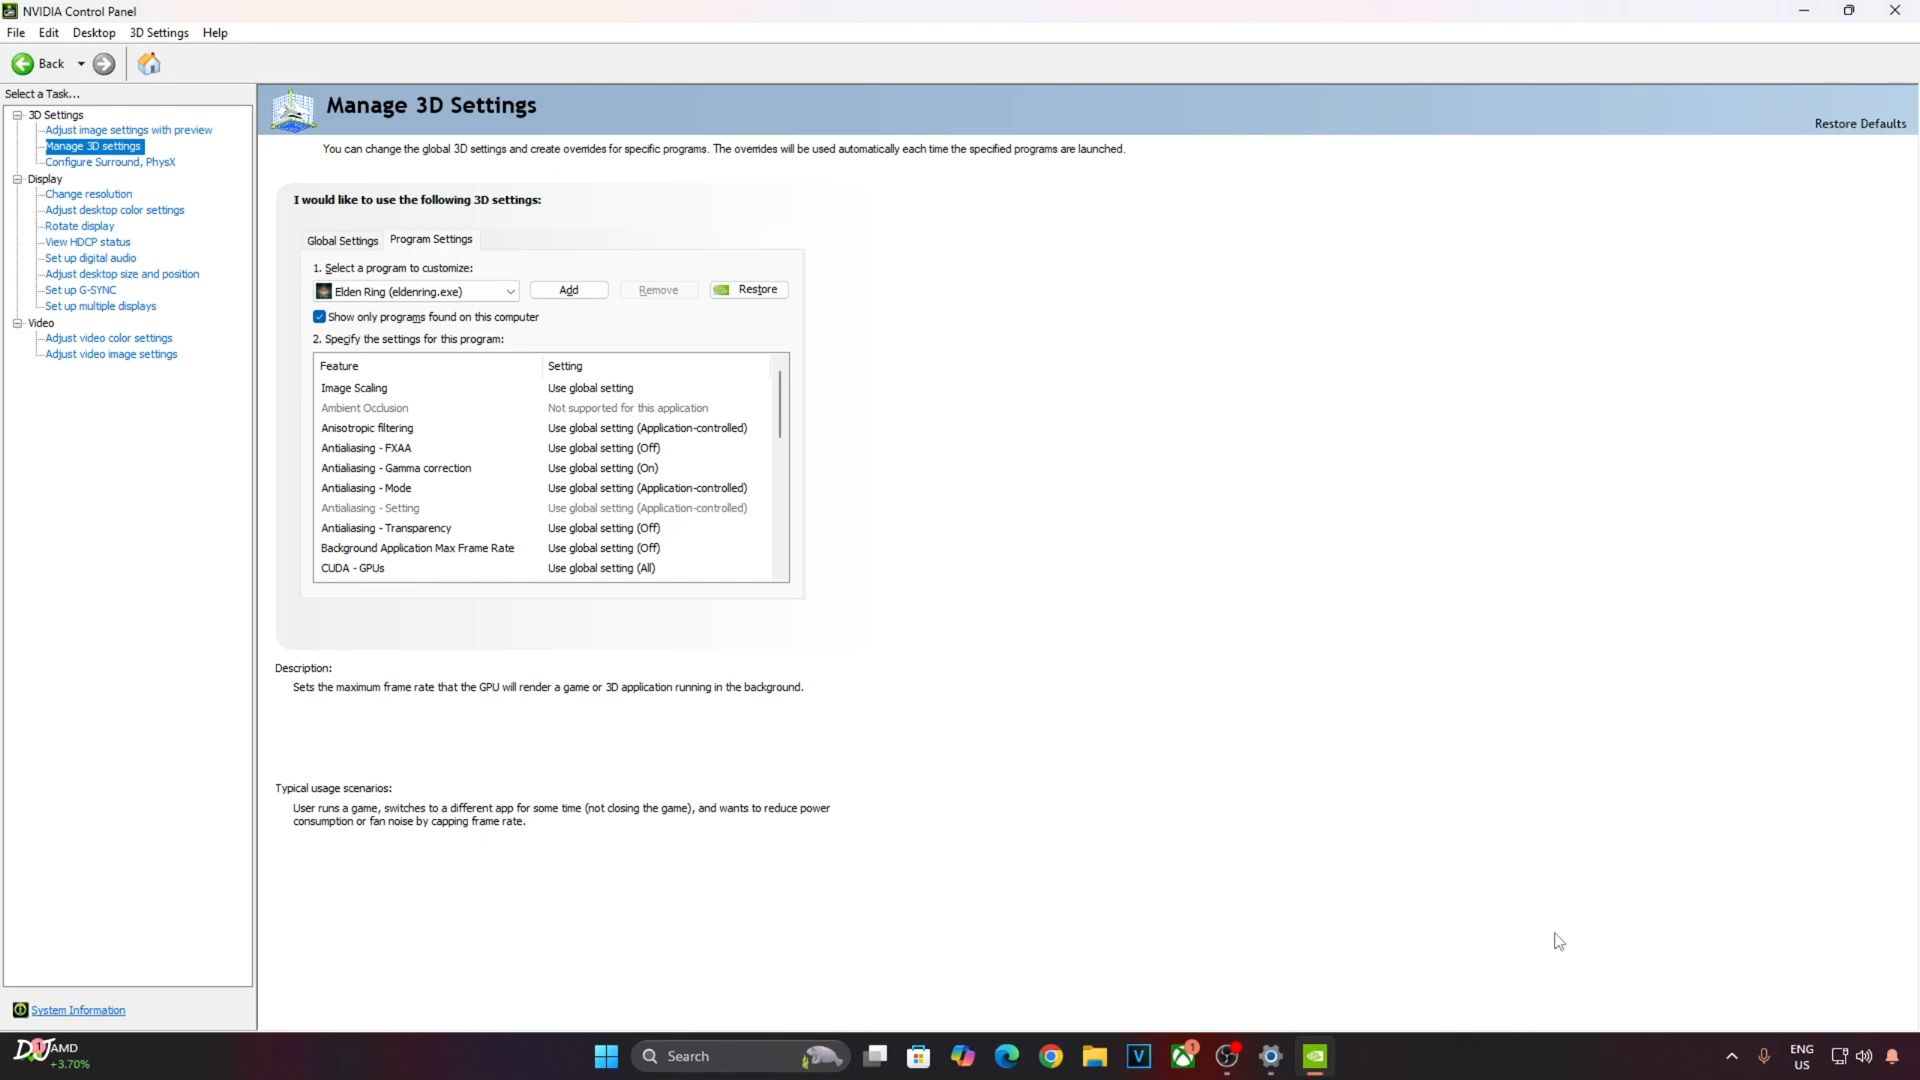 NVIDIA Control Panel
File Edit Desktop 3D Settings Help
Back
Select a Task...
3D Settings
Adjust image settings with preview
Manage 3D settings
Configure Surround, PhysX
Display
Change resolution
Adjust desktop color settings
Rotate display
View HDCP status
Set up digital audio
Adjust desktop size and position
Set up G-SYNC
Set up multiple displays
Video
Adjust video color settings
Adjust video image settings
System Information
Manage 3D Settings
Restore Defaults
You can change the global 3D settings and create overrides for specific programs. The overrides will be used automatically each time the specified programs are launched.
I would like to use the following 3D settings:
Global Settings Program Settings
1. Select a program to customize:
Elden Ring (eldenring.exe) Add Remove Restore
Show only programs found on this computer
2. Specify the settings for this program:
Feature Setting
Image Scaling Use global setting
Ambient Occlusion Not supported for this application
Anisotropic filtering Use global setting (Application-controlled)
Antialiasing - FXAA Use global setting (Off)
Antialiasing - Gamma correction Use global setting (On)
Antialiasing - Mode Use global setting (Application-controlled)
Antialiasing - Setting Use global setting (Application-controlled)
Antialiasing - Transparency Use global setting (Off)
Background Application Max Frame Rate Use global setting (Off)
CUDA - GPUs Use global setting (All)
Description:
Sets the maximum frame rate that the GPU will render a game or 3D application running in the background.
Typical usage scenarios:
User runs a game, switches to a different app for some time (not closing the game), and wants to reduce power
consumption or fan noise by capping frame rate.
1 AMD
+3.70%
Search
V
1
ENG
US